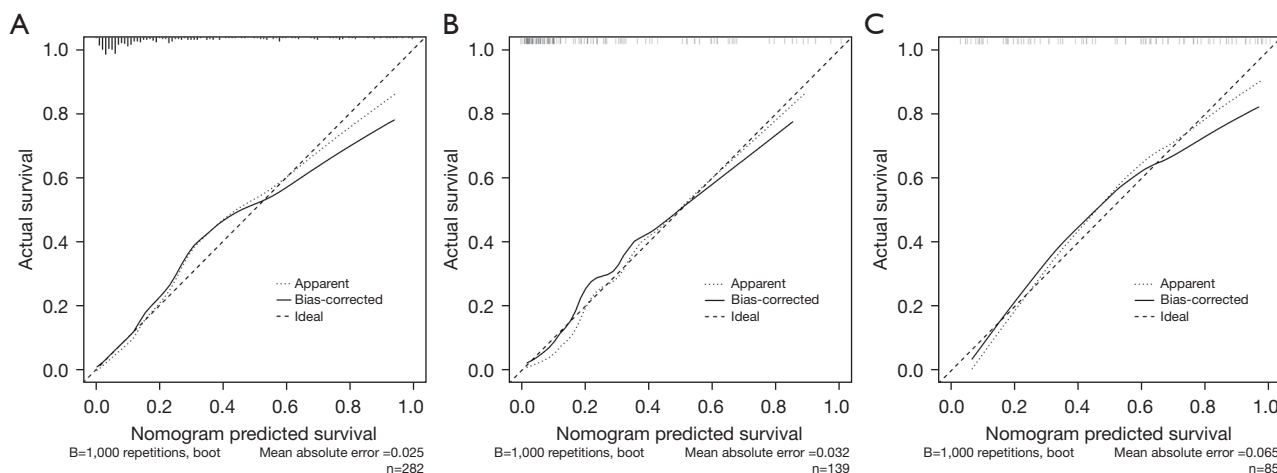 A
1.0
0.8
0.6
0.4
0.2
0.0
Actual survival
Apparent
Bias-corrected
Ideal
0.0 0.2 0.4 0.6 0.8 1.0
Nomogram predicted survival
B=1,000 repetitions, boot Mean absolute error =0.025
n=282
B
1.0
0.8
0.6
0.4
0.2
0.0
Actual survival
Apparent
Bias-corrected
Ideal
0.0 0.2 0.4 0.6 0.8 1.0
Nomogram predicted survival
B=1,000 repetitions, boot Mean absolute error =0.032
n=139
C
1.0
0.8
0.6
0.4
0.2
0.0
Actual survival
Apparent
Bias-corrected
Ideal
0.0 0.2 0.4 0.6 0.8 1.0
Nomogram predicted survival
B=1,000 repetitions, boot Mean absolute error =0.065
n=85